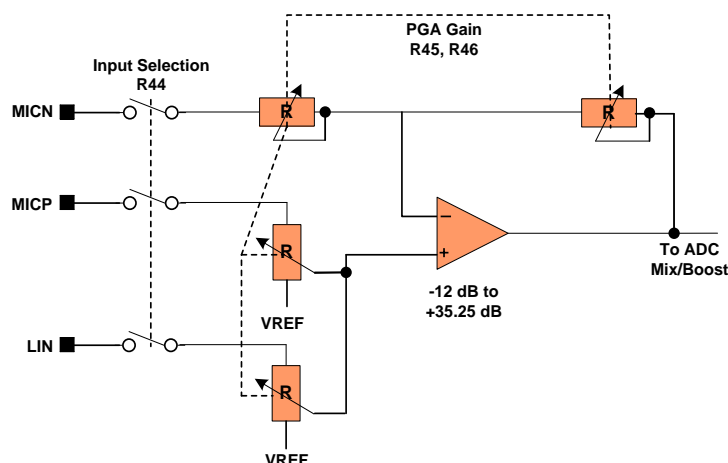 PGA Gain
R45, R46
Input Selection
R44
MICN
R
R
MICP
R
VREF
-12 dB to
+35.25 dB
To ADC
Mix/Boost
−
+
LIN
R
VREF